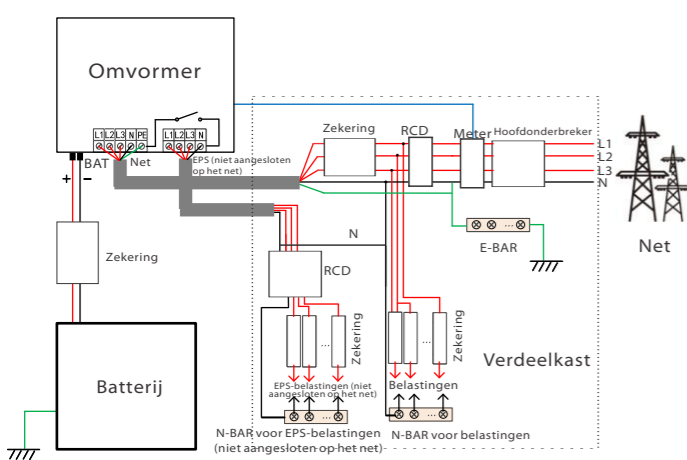 Omvormer
L1 L2 L3 N PE
L1 L2 L3 N
BAT
Net
EPS (niet aangesloten
op het net)
+ −
Zekering
RCD
Meter
Hoofdonderbreker
L1
L2
L3
N
Net
E-BAR
...
Zekering
N
RCD
...
Zekering
...
Zekering
Verdeelkast
Batterij
EPS-belastingen (niet
aangesloten op het net)
Belastingen
...
...
N-BAR voor EPS-belastingen
(niet aangesloten op het net)
N-BAR voor belastingen